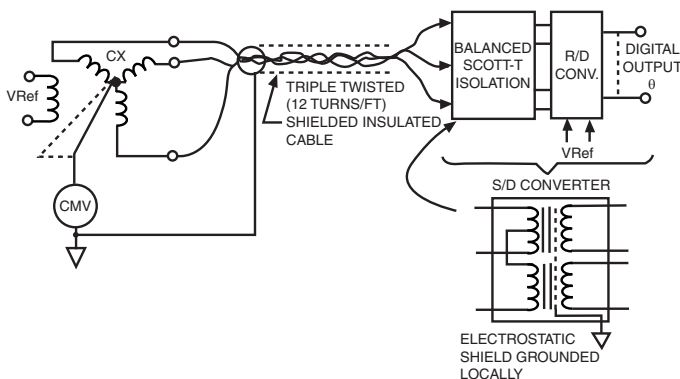 CX
VRef
CMV
TRIPLE TWISTED
(12 TURNS/FT)
SHIELDED INSULATED
CABLE
BALANCED
SCOTT-T
ISOLATION
R/D
CONV.
DIGITAL
OUTPUT
θ
VRef
S/D CONVERTER
ELECTROSTATIC
SHIELD GROUNDED
LOCALLY